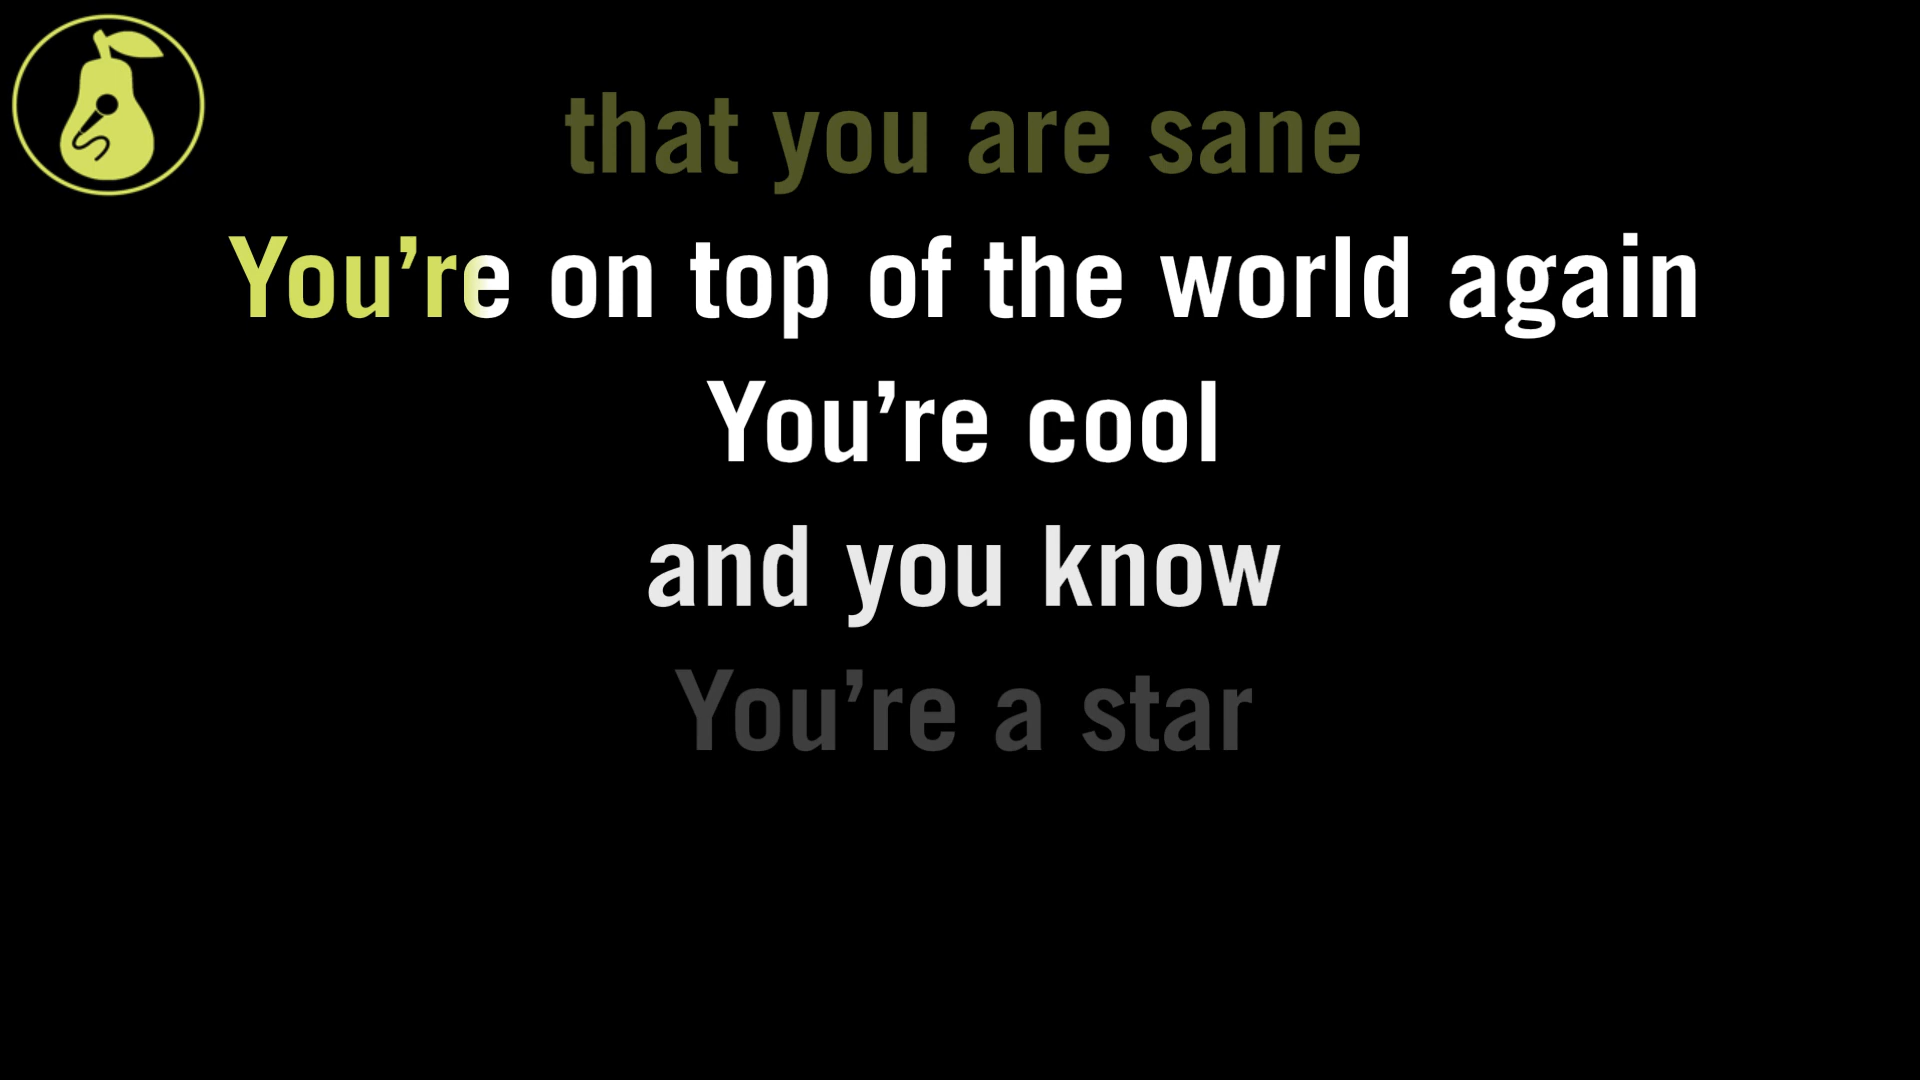 that you are sane
You’re on top of the world again
You’re cool
and you know
You’re a star